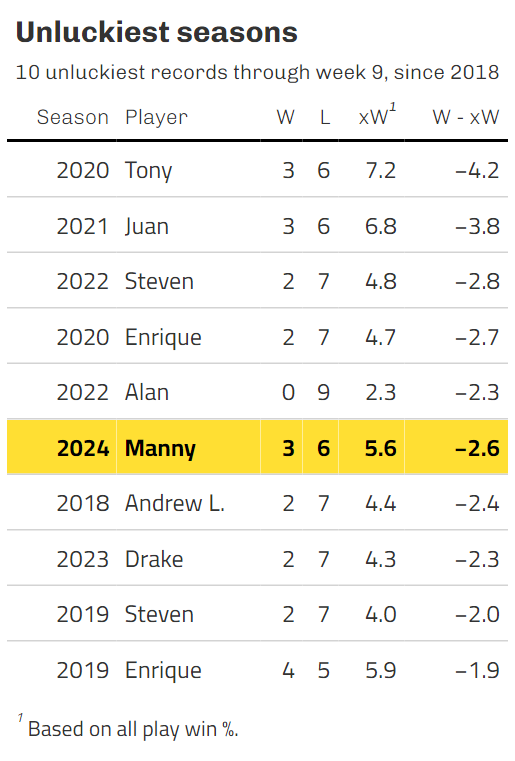 Unluckiest seasons
10 unluckiest records through week 9, since 2018
Season Player W L xW1 W - xW
2020 Tony 3 6 7.2 −4.2
2021 Juan 3 6 6.8 −3.8
2022 Steven 2 7 4.8 −2.8
2020 Enrique 2 7 4.7 −2.7
2022 Alan 0 9 2.3 −2.3
2024 Manny 3 6 5.6 −2.6
2018 Andrew L. 2 7 4.4 −2.4
2023 Drake 2 7 4.3 −2.3
2019 Steven 2 7 4.0 −2.0
2019 Enrique 4 5 5.9 −1.9
1 Based on all play win %.